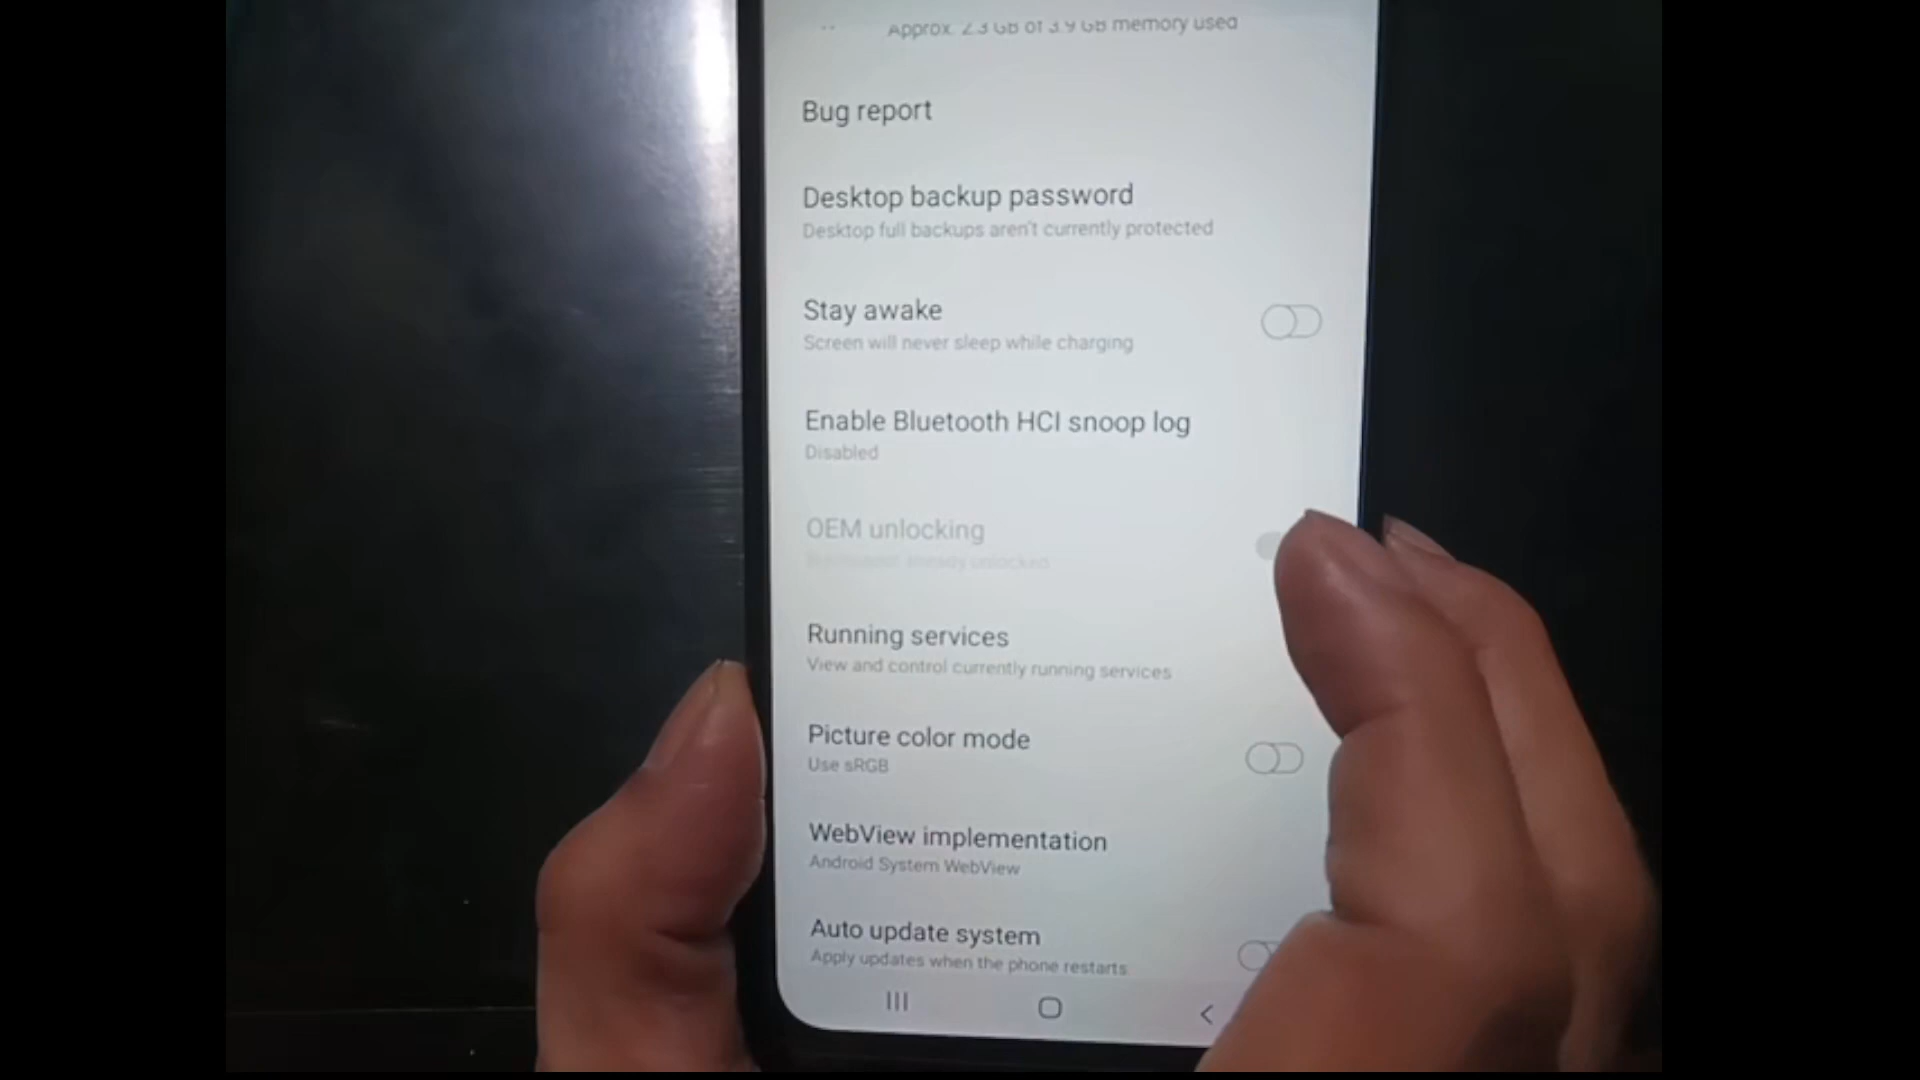 Approx. 2.3 GB of 3.9 GB memory used
Bug report
Desktop backup password
Desktop full backups aren't currently protected
Stay awake
Screen will never sleep while charging
Enable Bluetooth HCI snoop log
Disabled
OEM unlocking
already unlocked
Running services
View and control currently running services
Picture color mode
Use sRGB
WebView implementation
Android System WebView
Auto update system
Apply updates when the phone restarts